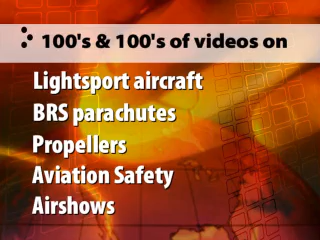 100's & 100's of videos on
Lightsport aircraft
BRS parachutes
Propellers
Aviation Safety
Airshows